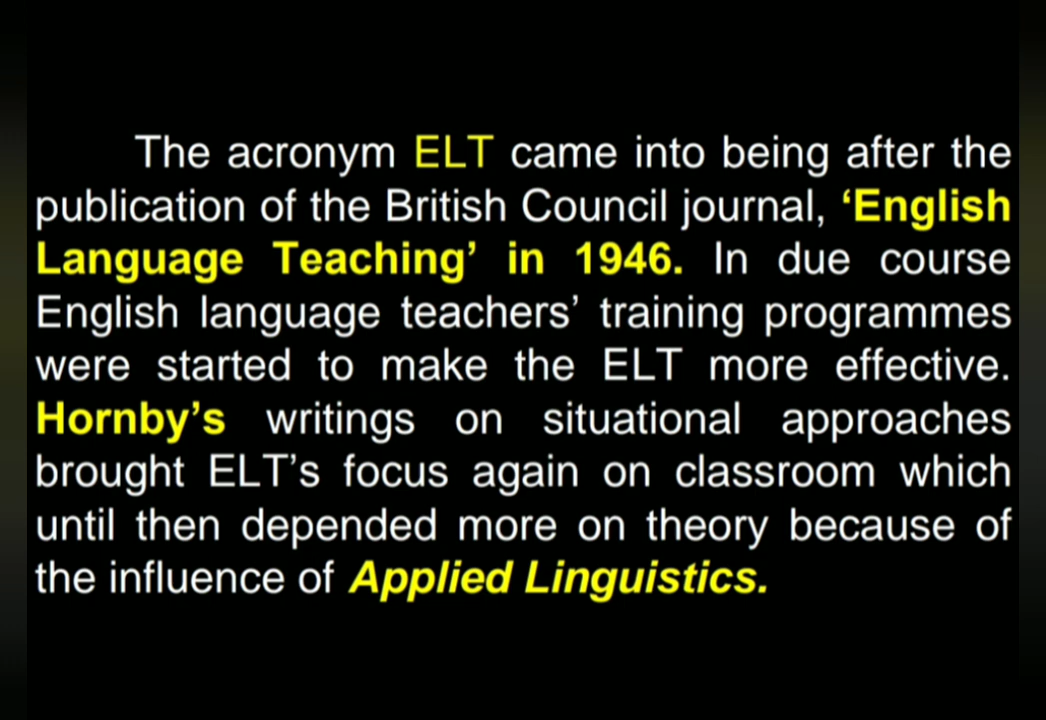 The acronym ELT came into being after the
publication of the British Council journal, ‘English
Language Teaching’ in 1946. In due course
English language teachers’ training programmes
were started to make the ELT more effective.
Hornby’s writings on situational approaches
brought ELT’s focus again on classroom which
until then depended more on theory because of
the influence of Applied Linguistics.